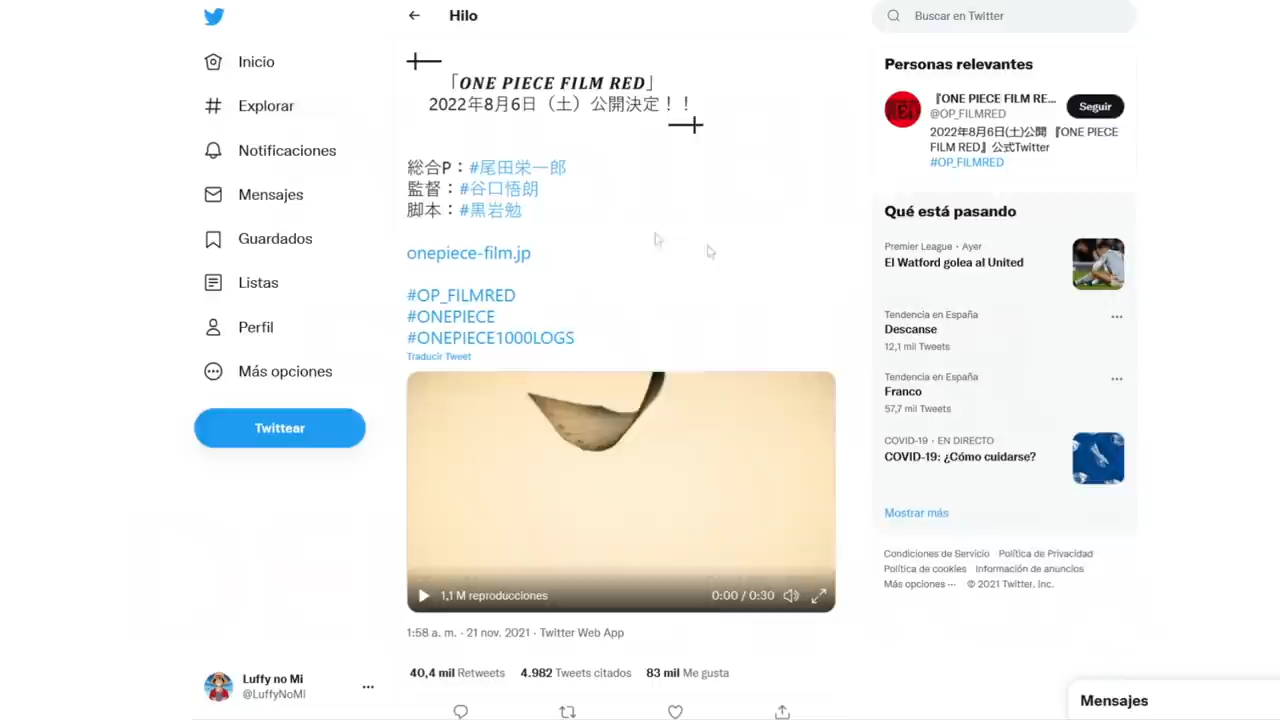 Hilo
Buscar en Twitter
Inicio
Explorar
Notificaciones
Mensajes
Guardados
Listas
Perfil
Más opciones
Twittear
Luffy no Mi
@LuffyNoMI
「ONE PIECE FILM RED」
2022年8月6日（土）公開決定！！
総合P：#尾田栄一郎
監督：#谷口悟朗
脚本：#黒岩勉
onepiece-film.jp
#OP_FILMRED
#ONEPIECE
#ONEPIECE1000LOGS
Traducir Tweet
1,1 M reproducciones
0:00 / 0:30
1:58 a. m. · 21 nov. 2021 · Twitter Web App
40,4 mil Retweets 4.982 Tweets citados 83 mil Me gusta
Personas relevantes
RED
『ONE PIECE FILM RE...
@OP_FILMRED
Seguir
2022年8月6日(土)公開 『ONE PIECE
FILM RED』公式Twitter
#OP_FILMRED
Qué está pasando
Premier League · Ayer
El Watford golea al United
Tendencia en España
Descanse
12,1 mil Tweets
Tendencia en España
Franco
57,7 mil Tweets
COVID-19 · EN DIRECTO
COVID-19: ¿Cómo cuidarse?
Mostrar más
Condiciones de Servicio Política de Privacidad
Política de cookies Información de anuncios
Más opciones ··· © 2021 Twitter, Inc.
Mensajes